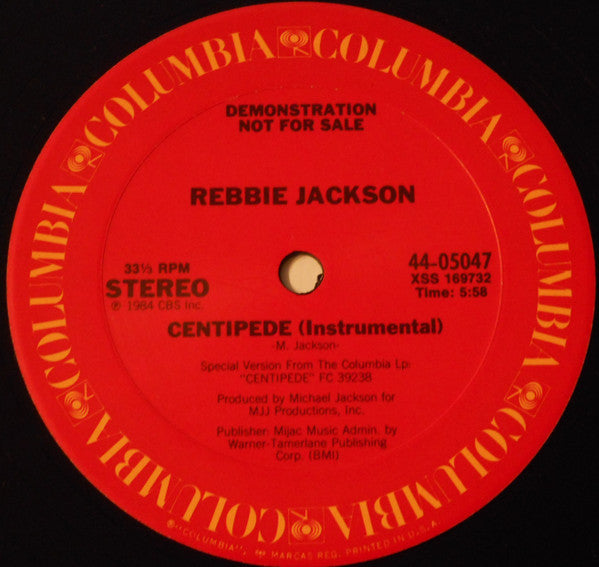 COLUMBIA COLUMBIA COLUMBIA COLUMBIA COLUMBIA COLUMBIA COLUMBIA COLUMBIA
DEMONSTRATION
NOT FOR SALE
REBBIE JACKSON
33⅓ RPM
STEREO
℗ 1984 CBS Inc.
44-05047
XSS 169732
Time: 5:58
CENTIPEDE (Instrumental)
-M. Jackson-
Special Version From The Columbia Lp:
"CENTIPEDE" FC 39238
Produced by Michael Jackson for
MJJ Productions, Inc.
Publisher: Mijac Music Admin. by
Warner-Tamerlane Publishing
Corp. (BMI)
® "COLUMBIA", MARCAS REG. PRINTED IN U.S.A.